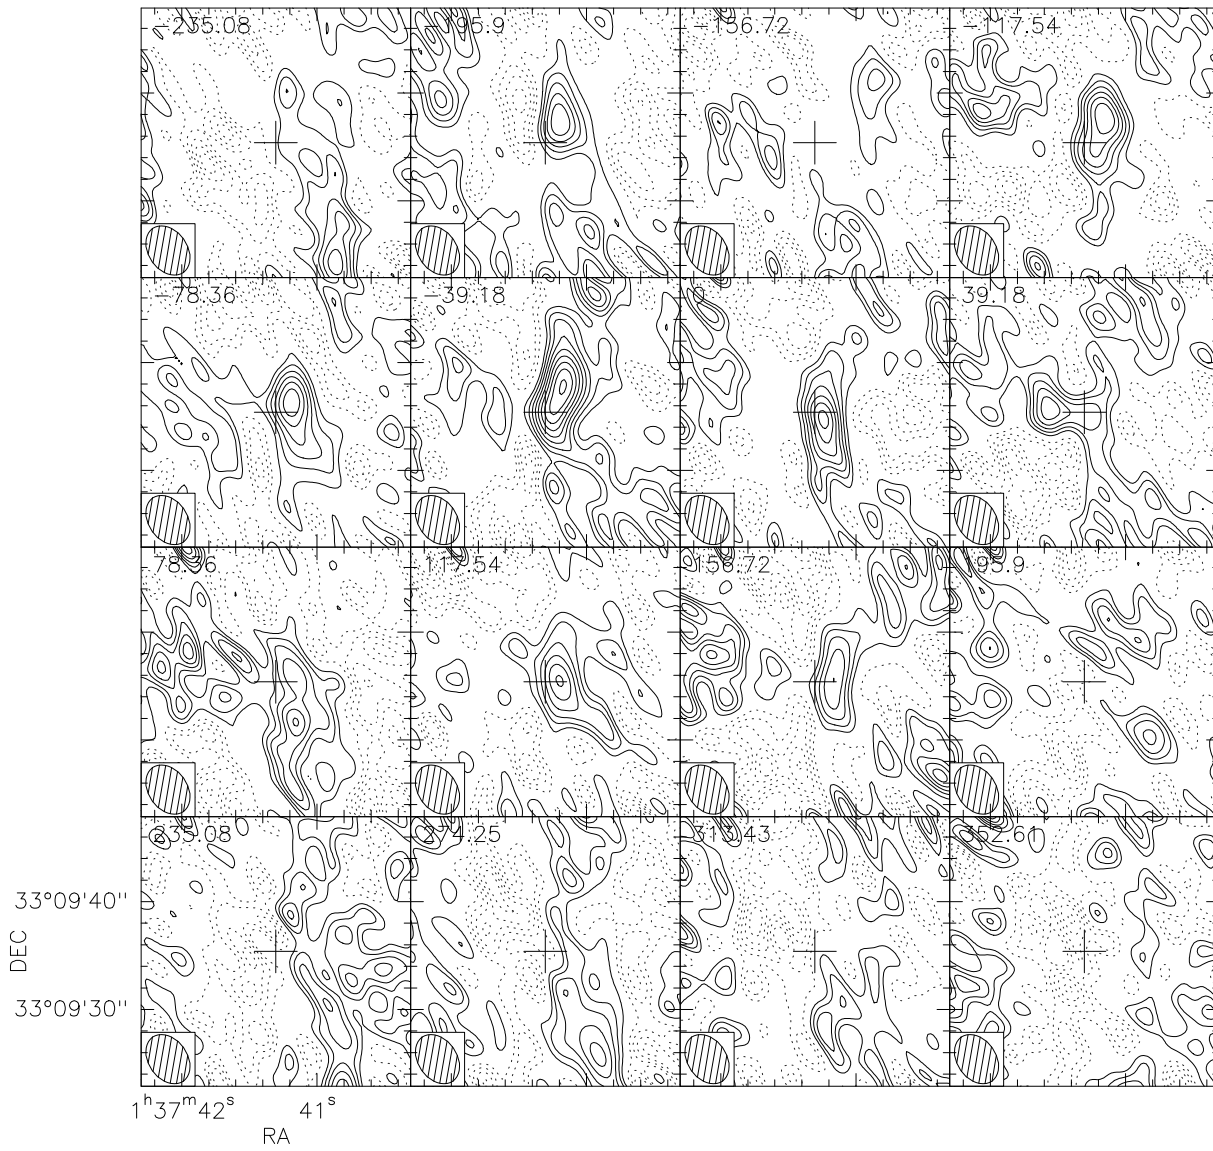 −235.08 −195.9 −156.72 −117.54
−78.36 −39.18 0 39.18
78.36 117.54 156.72 195.9
235.08 274.25 313.43 352.61
33°09'40"
DEC
33°09'30"
1ʰ37ᵐ42ˢ 41ˢ
RA